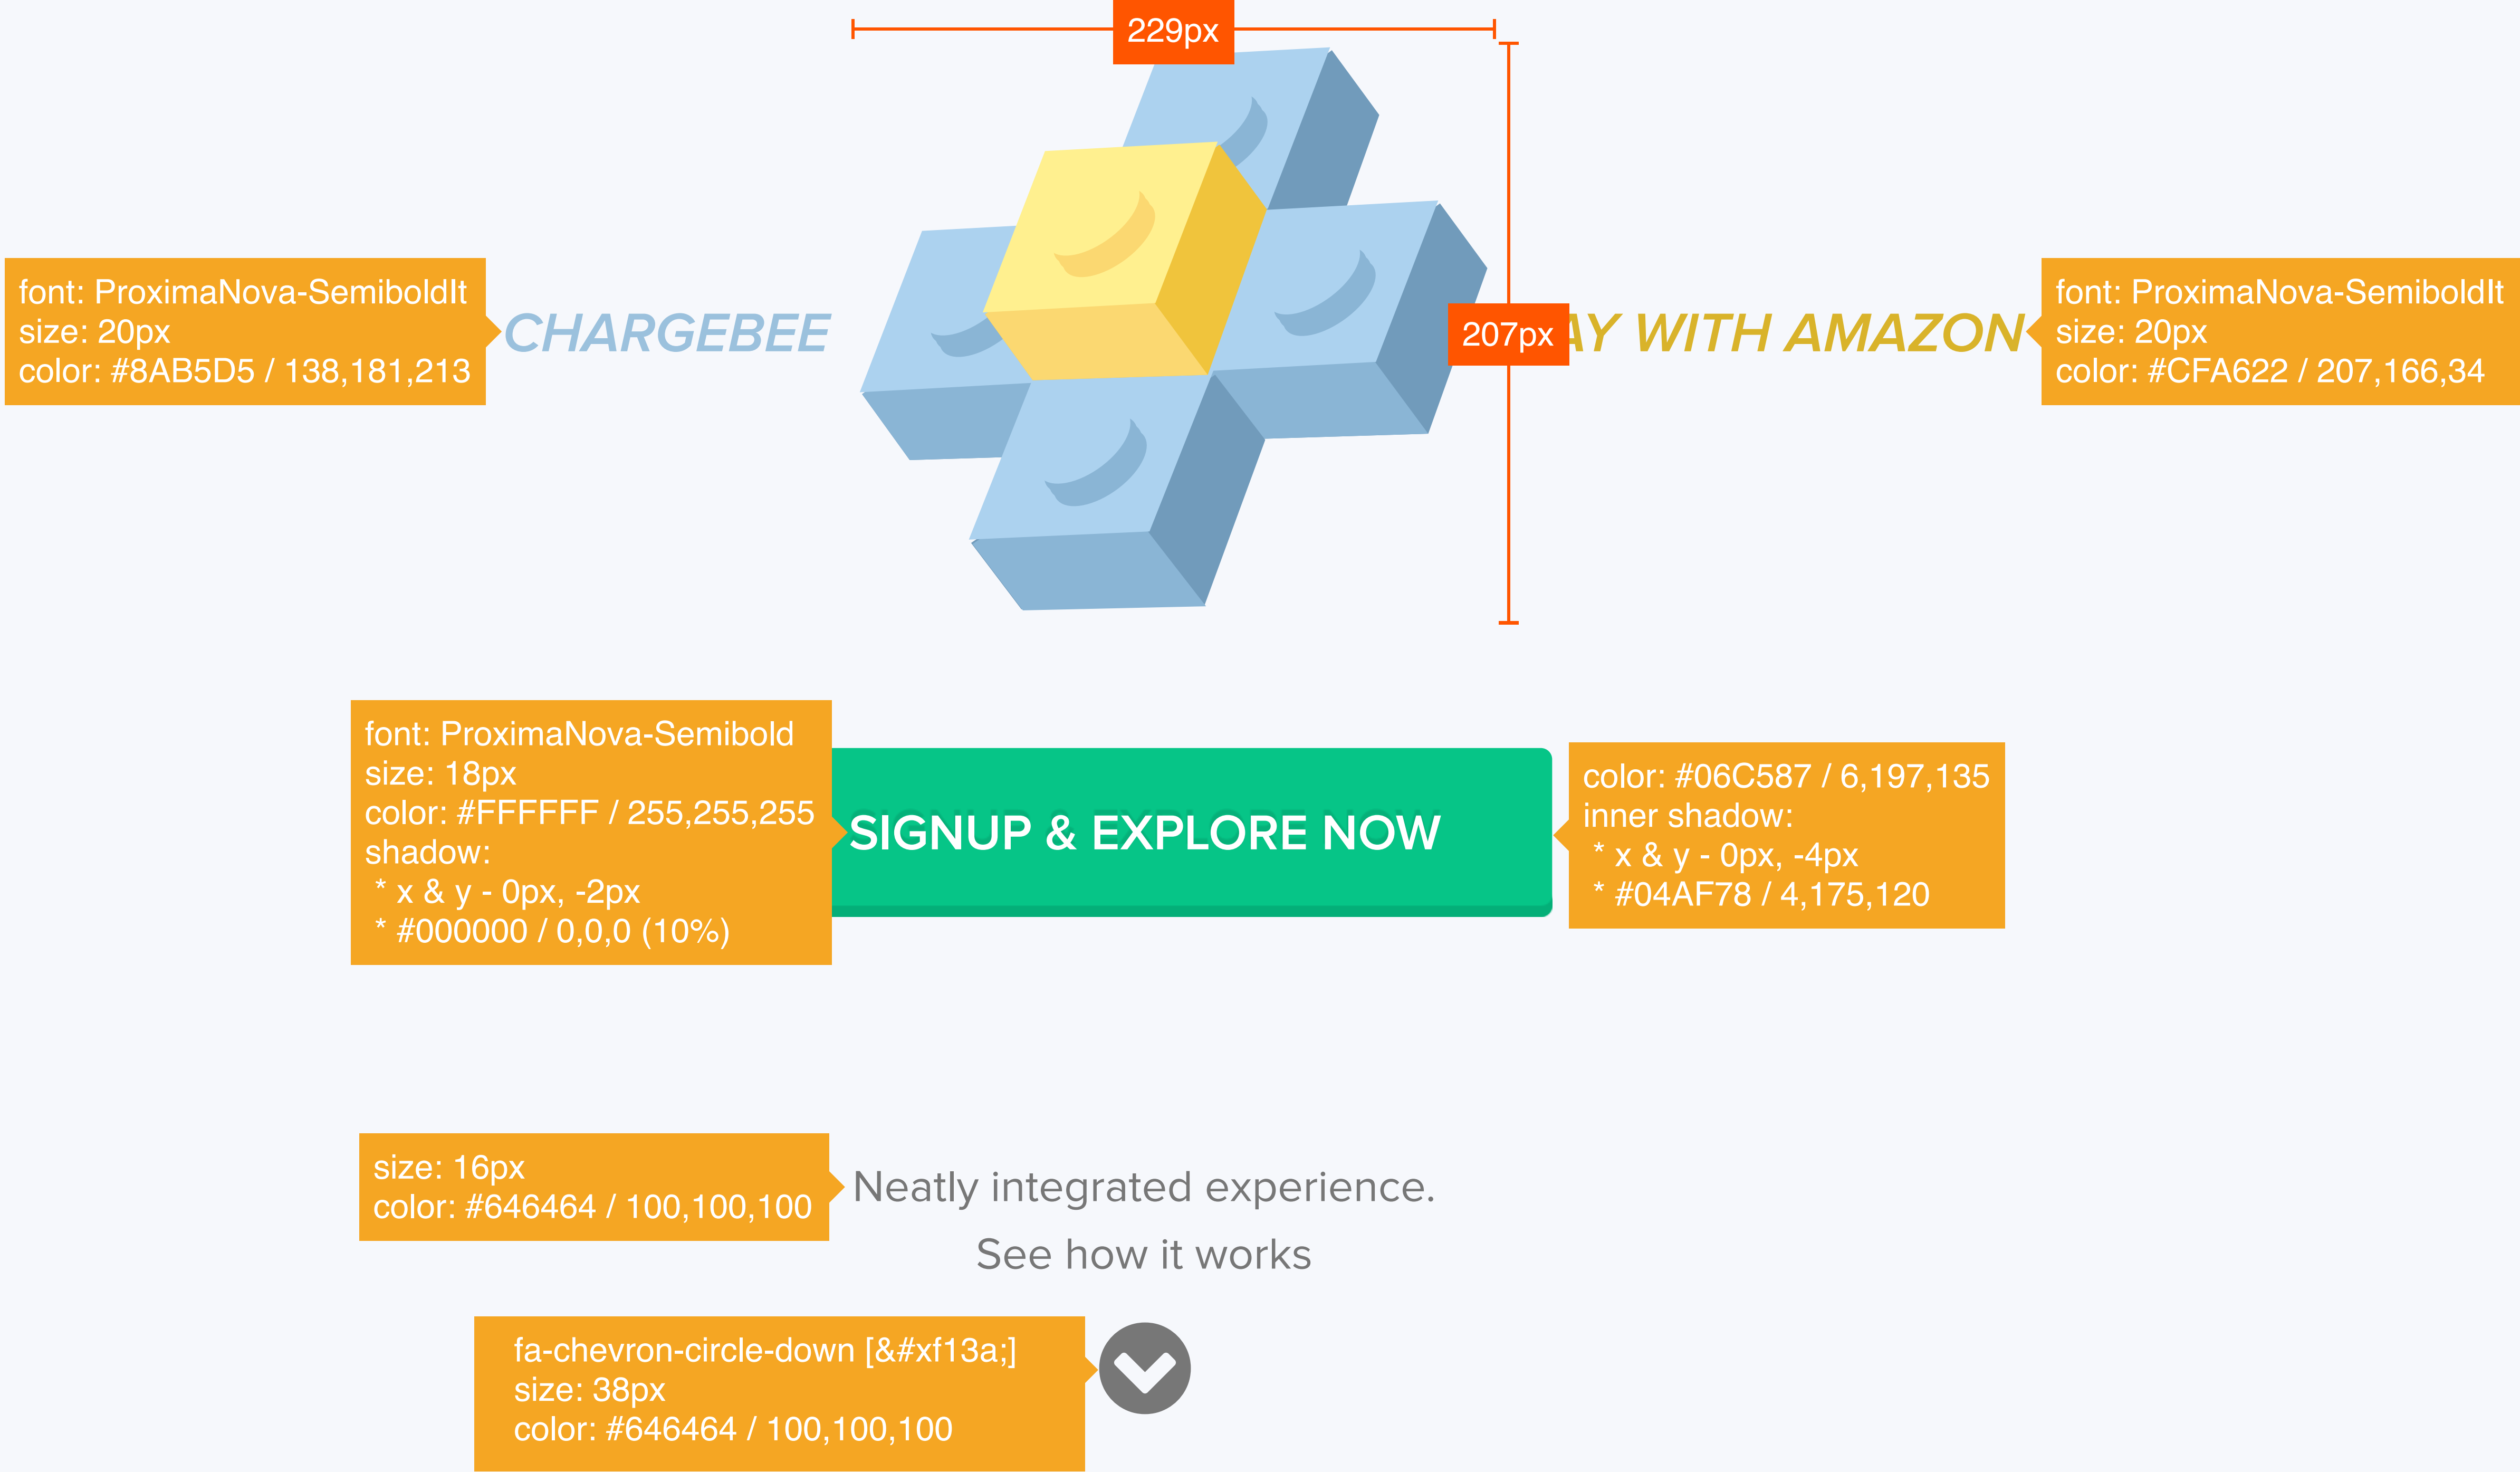 229px
font: ProximaNova-SemiboldIt
size: 20px
color: #8AB5D5 / 138,181,213
CHARGEBEE
207px
AY WITH AMAZON
font: ProximaNova-SemiboldIt
size: 20px
color: #CFA622 / 207,166,34
font: ProximaNova-Semibold
size: 18px
color: #FFFFFF / 255,255,255
shadow:
* x & y - 0px, -2px
* #000000 / 0,0,0 (10%)
SIGNUP & EXPLORE NOW
color: #06C587 / 6,197,135
inner shadow:
* x & y - 0px, -4px
* #04AF78 / 4,175,120
size: 16px
color: #646464 / 100,100,100
Neatly integrated experience.
See how it works
fa-chevron-circle-down [&#xf13a;]
size: 38px
color: #646464 / 100,100,100